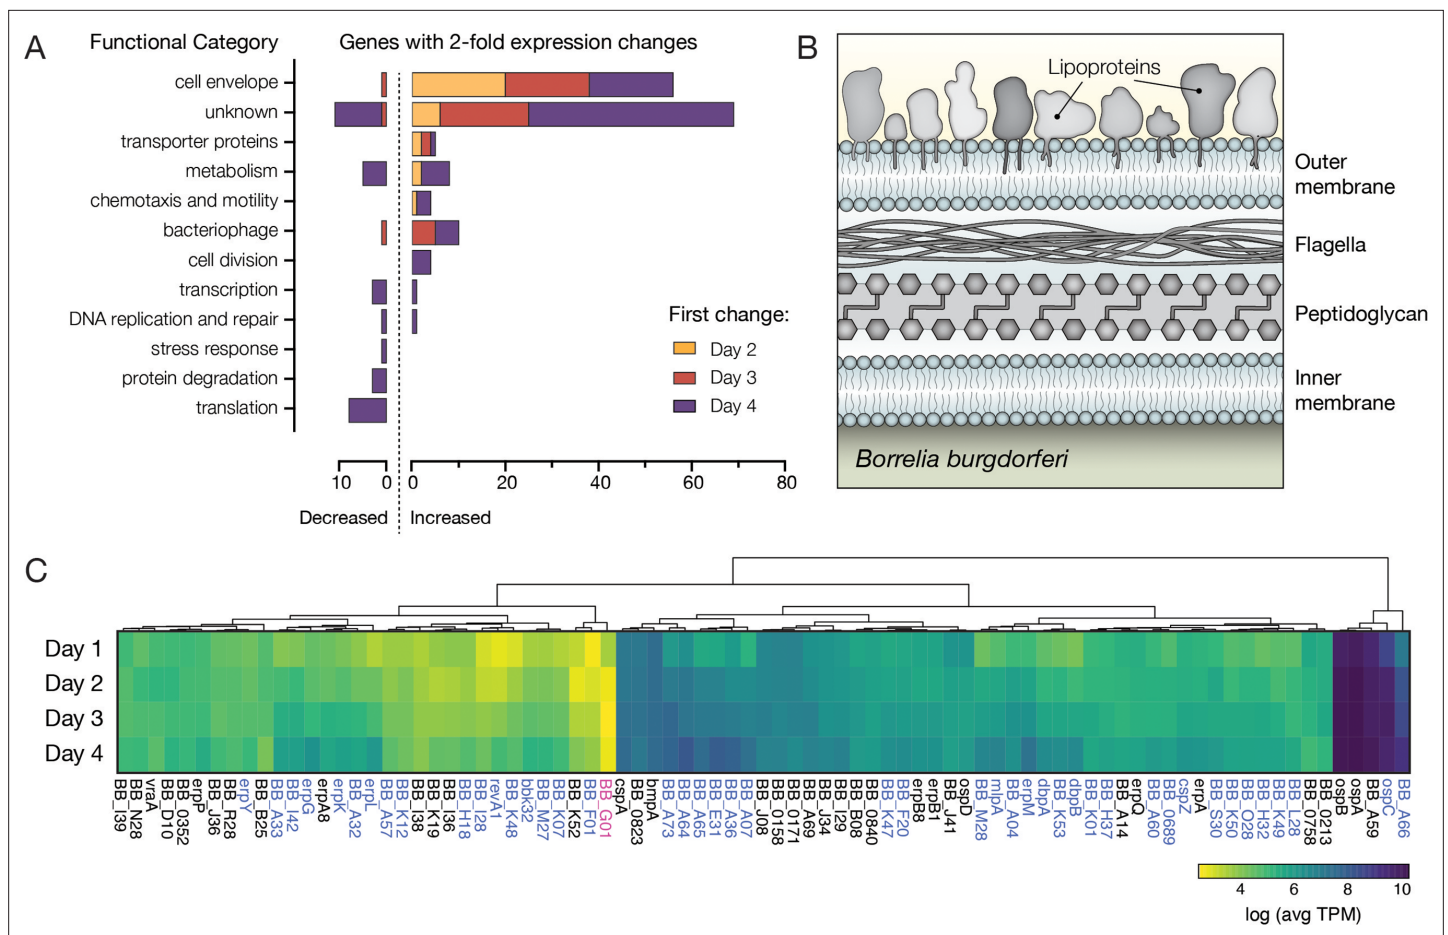 A
Functional Category
Genes with 2-fold expression changes
cell envelope
unknown
transporter proteins
metabolism
chemotaxis and motility
bacteriophage
cell division
transcription
DNA replication and repair
stress response
protein degradation
translation
First change:
Day 2
Day 3
Day 4
10 0 0 20 40 60 80
Decreased Increased
B
Lipoproteins
Outer
membrane
Flagella
Peptidoglycan
Inner
membrane
Borrelia burgdorferi
C
Day 1
Day 2
Day 3
Day 4
BB_I39
BB_N28
vraA
BB_D10
BB_0352
erpP
BB_J36
BB_R28
erpY
BB_B25
BB_A33
BB_I42
erpG
erpA8
erpK
BB_A32
erpL
BB_A57
BB_K12
BB_I38
BB_K19
BB_I36
BB_H18
BB_I28
revA1
BB_K48
bbk32
BB_M27
BB_K07
BB_K52
BB_F01
BB_G01
cspA
BB_0823
bmpA
BB_A73
BB_A64
BB_A65
BB_E31
BB_A36
BB_A07
BB_J08
BB_0158
BB_0171
BB_A69
BB_J34
BB_I29
BB_B08
BB_0840
BB_K47
BB_F20
erpB8
erpB1
BB_J41
ospD
BB_M28
mlpA
BB_A04
erpM
dbpA
BB_K53
dbpB
BB_K01
BB_H37
BB_A14
erpQ
BB_A60
BB_0689
cspZ
erpA
BB_S30
BB_K50
BB_O28
BB_H32
BB_K49
BB_L28
BB_0758
BB_0213
ospB
ospA
BB_A59
ospC
BB_A66
4 6 8 10
log (avg TPM)